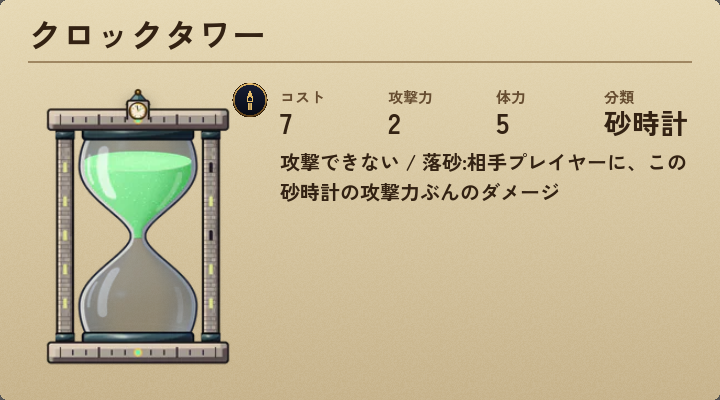 クロックタワー
コスト 攻撃力 体力 分類
7 2 5 砂時計
攻撃できない / 落砂:相手プレイヤーに、この
砂時計の攻撃力ぶんのダメージ